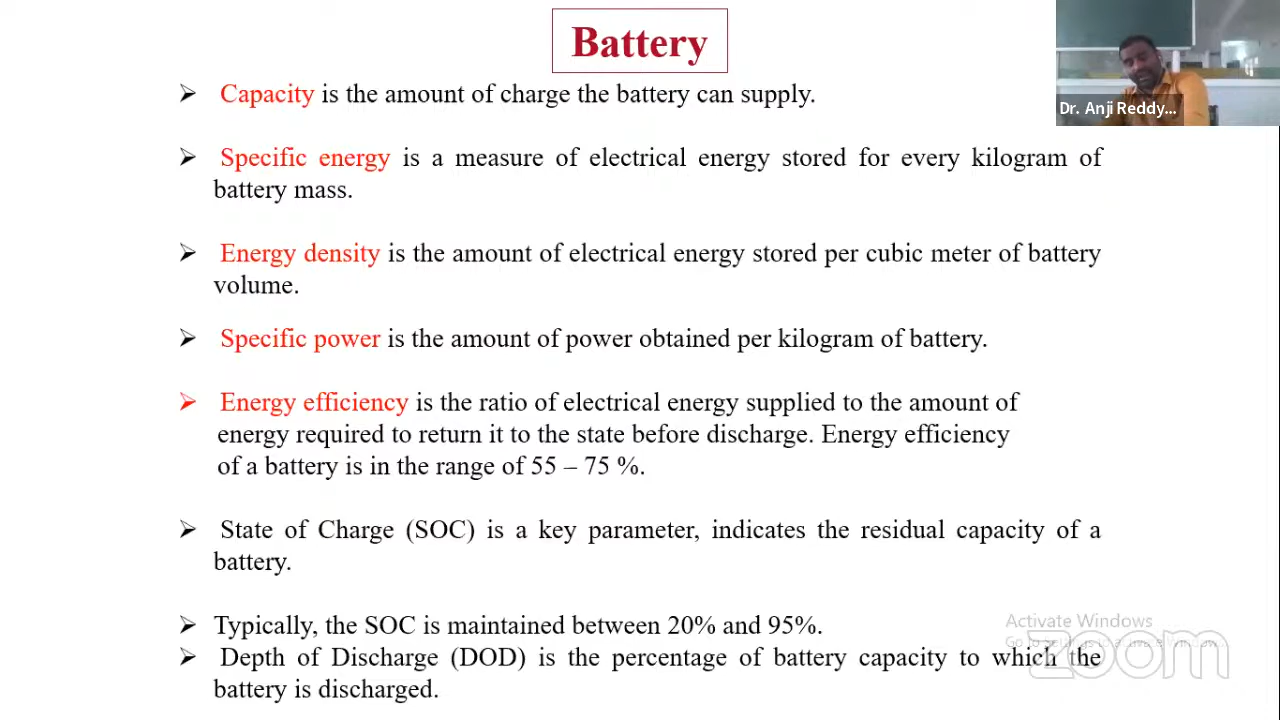 Battery
Dr. Anji Reddy...
➢ Capacity is the amount of charge the battery can supply.
➢ Specific energy is a measure of electrical energy stored for every kilogram of
battery mass.
➢ Energy density is the amount of electrical energy stored per cubic meter of battery
volume.
➢ Specific power is the amount of power obtained per kilogram of battery.
➢ Energy efficiency is the ratio of electrical energy supplied to the amount of
energy required to return it to the state before discharge. Energy efficiency
of a battery is in the range of 55 – 75 %.
➢ State of Charge (SOC) is a key parameter, indicates the residual capacity of a
battery.
➢ Typically, the SOC is maintained between 20% and 95%.
➢ Depth of Discharge (DOD) is the percentage of battery capacity to which the
battery is discharged.
Activate Windows
Go to Settings to activate Windows.
zoom